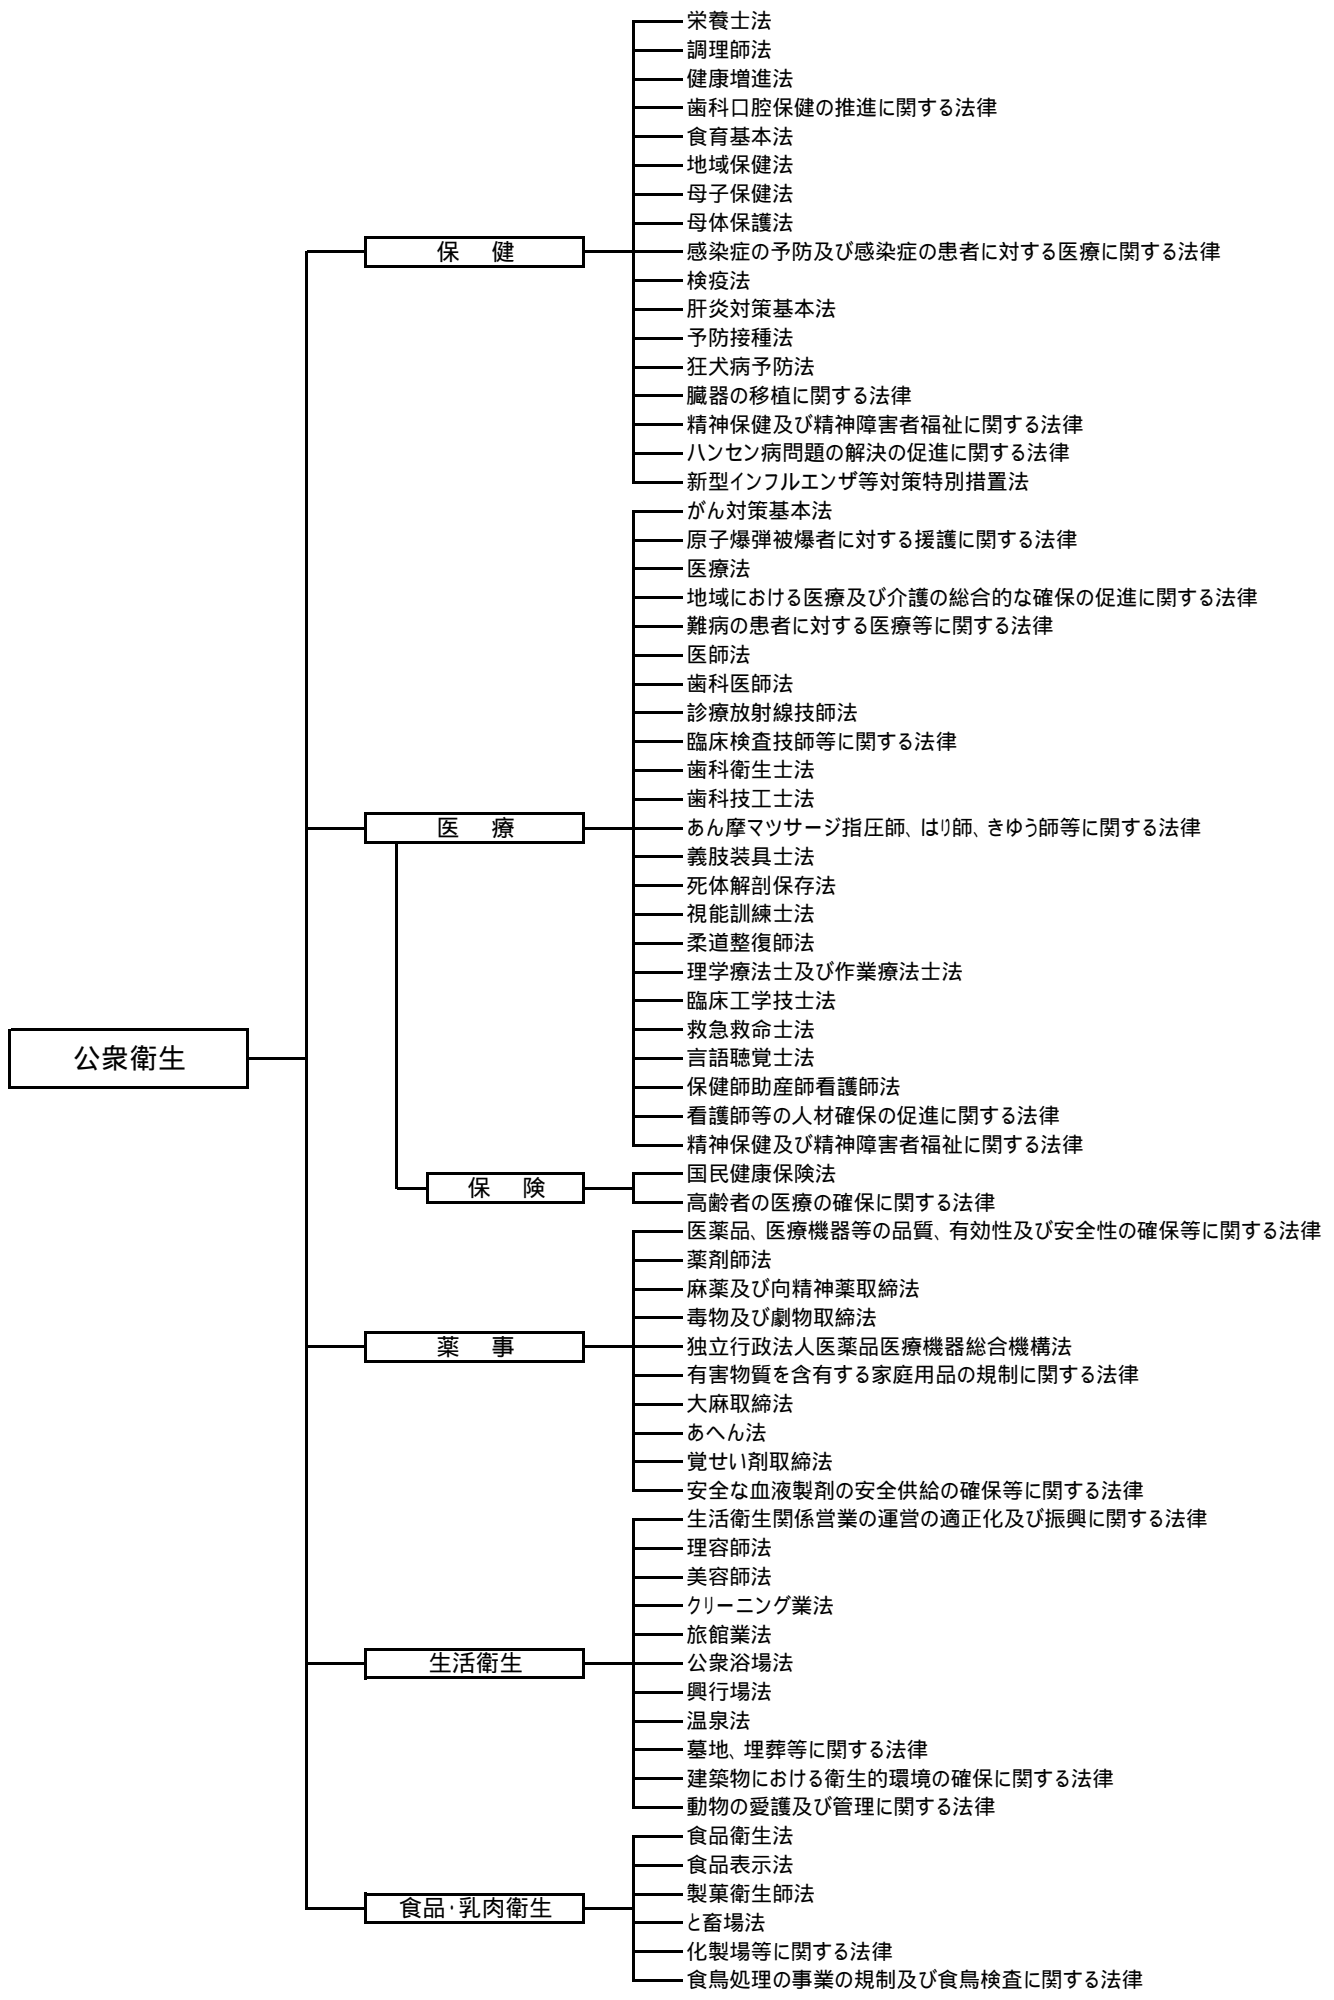 栄養士法
調理師法
健康増進法
歯科口腔保健の推進に関する法律
食育基本法
地域保健法
母子保健法
母体保護法
保　健
感染症の予防及び感染症の患者に対する医療に関する法律
検疫法
肝炎対策基本法
予防接種法
狂犬病予防法
臓器の移植に関する法律
精神保健及び精神障害者福祉に関する法律
ハンセン病問題の解決の促進に関する法律
新型インフルエンザ等対策特別措置法
がん対策基本法
原子爆弾被爆者に対する援護に関する法律
医療法
地域における医療及び介護の総合的な確保の促進に関する法律
難病の患者に対する医療等に関する法律
医師法
歯科医師法
診療放射線技師法
臨床検査技師等に関する法律
歯科衛生士法
歯科技工士法
医　療
あん摩マツサージ指圧師、はり師、きゆう師等に関する法律
義肢装具士法
死体解剖保存法
視能訓練士法
柔道整復師法
理学療法士及び作業療法士法
臨床工学技士法
救急救命士法
公衆衛生
言語聴覚士法
保健師助産師看護師法
看護師等の人材確保の促進に関する法律
精神保健及び精神障害者福祉に関する法律
保　険
国民健康保険法
高齢者の医療の確保に関する法律
医薬品、医療機器等の品質、有効性及び安全性の確保等に関する法律
薬剤師法
麻薬及び向精神薬取締法
毒物及び劇物取締法
薬　事
独立行政法人医薬品医療機器総合機構法
有害物質を含有する家庭用品の規制に関する法律
大麻取締法
あへん法
覚せい剤取締法
安全な血液製剤の安全供給の確保等に関する法律
生活衛生関係営業の運営の適正化及び振興に関する法律
理容師法
美容師法
クリーニング業法
旅館業法
生活衛生
公衆浴場法
興行場法
温泉法
墓地、埋葬等に関する法律
建築物における衛生的環境の確保に関する法律
動物の愛護及び管理に関する法律
食品衛生法
食品表示法
製菓衛生師法
食品・乳肉衛生
と畜場法
化製場等に関する法律
食鳥処理の事業の規制及び食鳥検査に関する法律